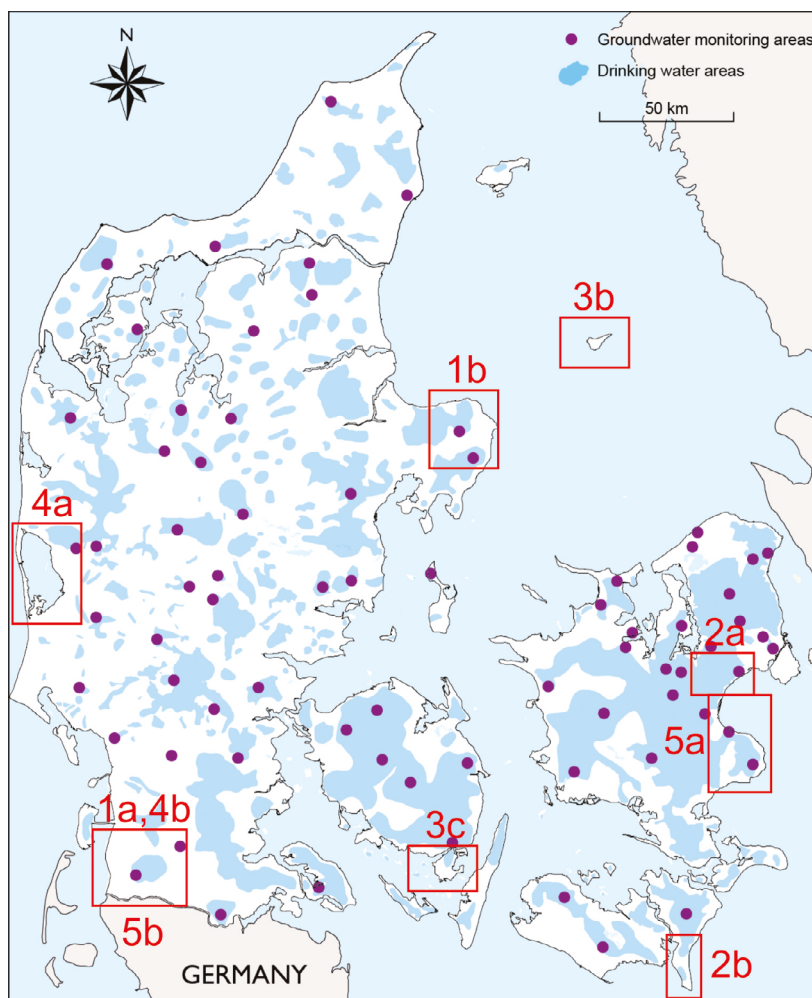 N
Groundwater monitoring areas
Drinking water areas
50 km
3b
1b
4a
2a
5a
1a,4b
3c
5b
2b
GERMANY